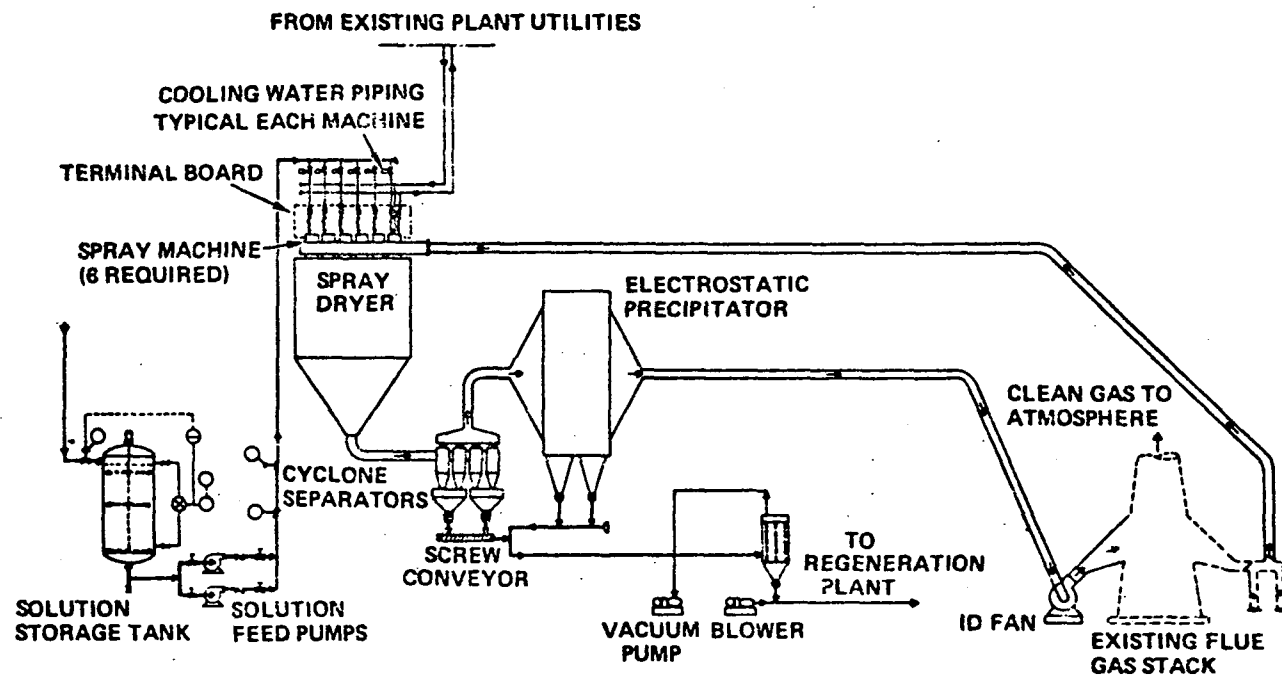 FROM EXISTING PLANT UTILITIES
COOLING WATER PIPING
TYPICAL EACH MACHINE
TERMINAL BOARD
SPRAY MACHINE
(6 REQUIRED)
SPRAY
DRYER
ELECTROSTATIC
PRECIPITATOR
CLEAN GAS TO
ATMOSPHERE
CYCLONE
SEPARATORS
SCREW
CONVEYOR
TO
REGENERATION
PLANT
SOLUTION
STORAGE TANK
SOLUTION
FEED PUMPS
VACUUM
PUMP
BLOWER
ID FAN
EXISTING FLUE
GAS STACK